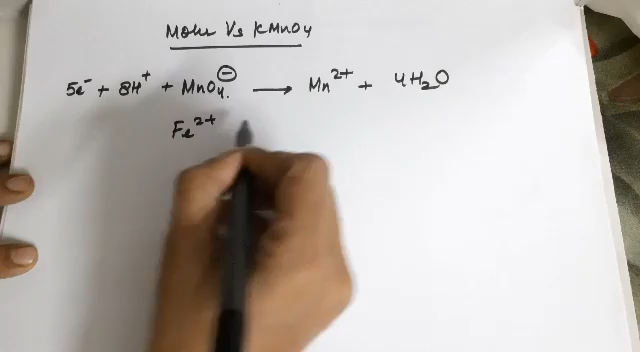 Mohr Vs KMnO4
5e⁻ + 8H⁺ + MnO₄⁻. → Mn²⁺ + 4H₂O
Fe²⁺